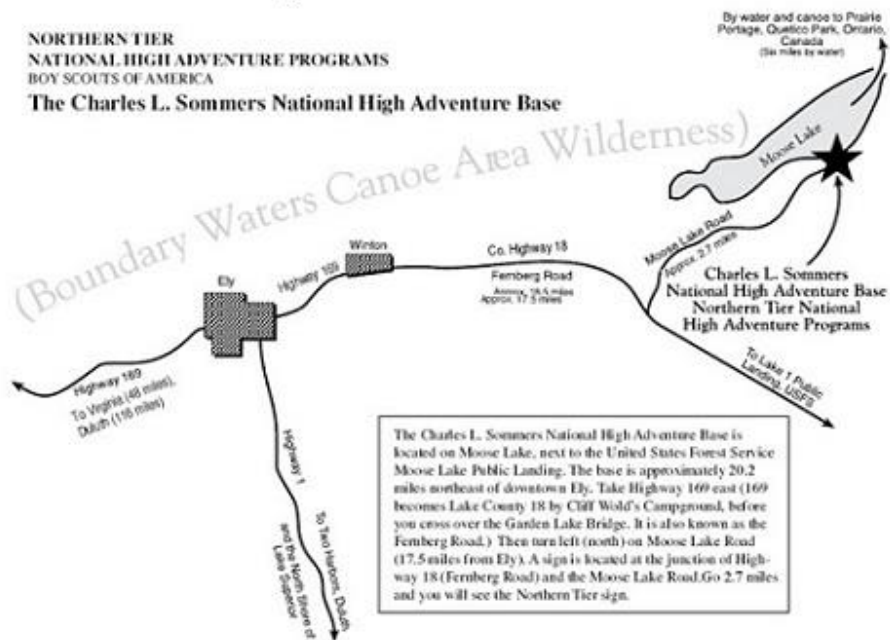 By water and canoe to Prairie
Portage, Quetico Park, Ontario,
Canada
(Six miles by water)
NORTHERN TIER
NATIONAL HIGH ADVENTURE PROGRAMS
BOY SCOUTS OF AMERICA
The Charles L. Sommers National High Adventure Base
(Boundary Waters Canoe Area Wilderness)
Moose Lake
Moose Lake Road
Approx. 2.7 miles
Charles L. Sommers
National High Adventure Base
Northern Tier National
High Adventure Programs
Winton
Co. Highway 18
Fernberg Road
Approx. 17.5 miles
Ely
Highway 169
Highway 169
To Virginia (48 miles),
Duluth (116 miles)
To Lake 1 Public
Landing, USFS
Highway 1
To Two Harbors, Duluth
and the North Shore of
Lake Superior
The Charles L. Sommers National High Adventure Base is
located on Moose Lake, next to the United States Forest Service
Moose Lake Public Landing. The base is approximately 20.2
miles northeast of downtown Ely. Take Highway 169 east (169
becomes Lake County 18 by Cliff Wold's Campground, before
you cross over the Garden Lake Bridge. It is also known as the
Fernberg Road.) Then turn left (north) on Moose Lake Road
(17.5 miles from Ely). A sign is located at the junction of High-
way 18 (Fernberg Road) and the Moose Lake Road.Go 2.7 miles
and you will see the Northern Tier sign.